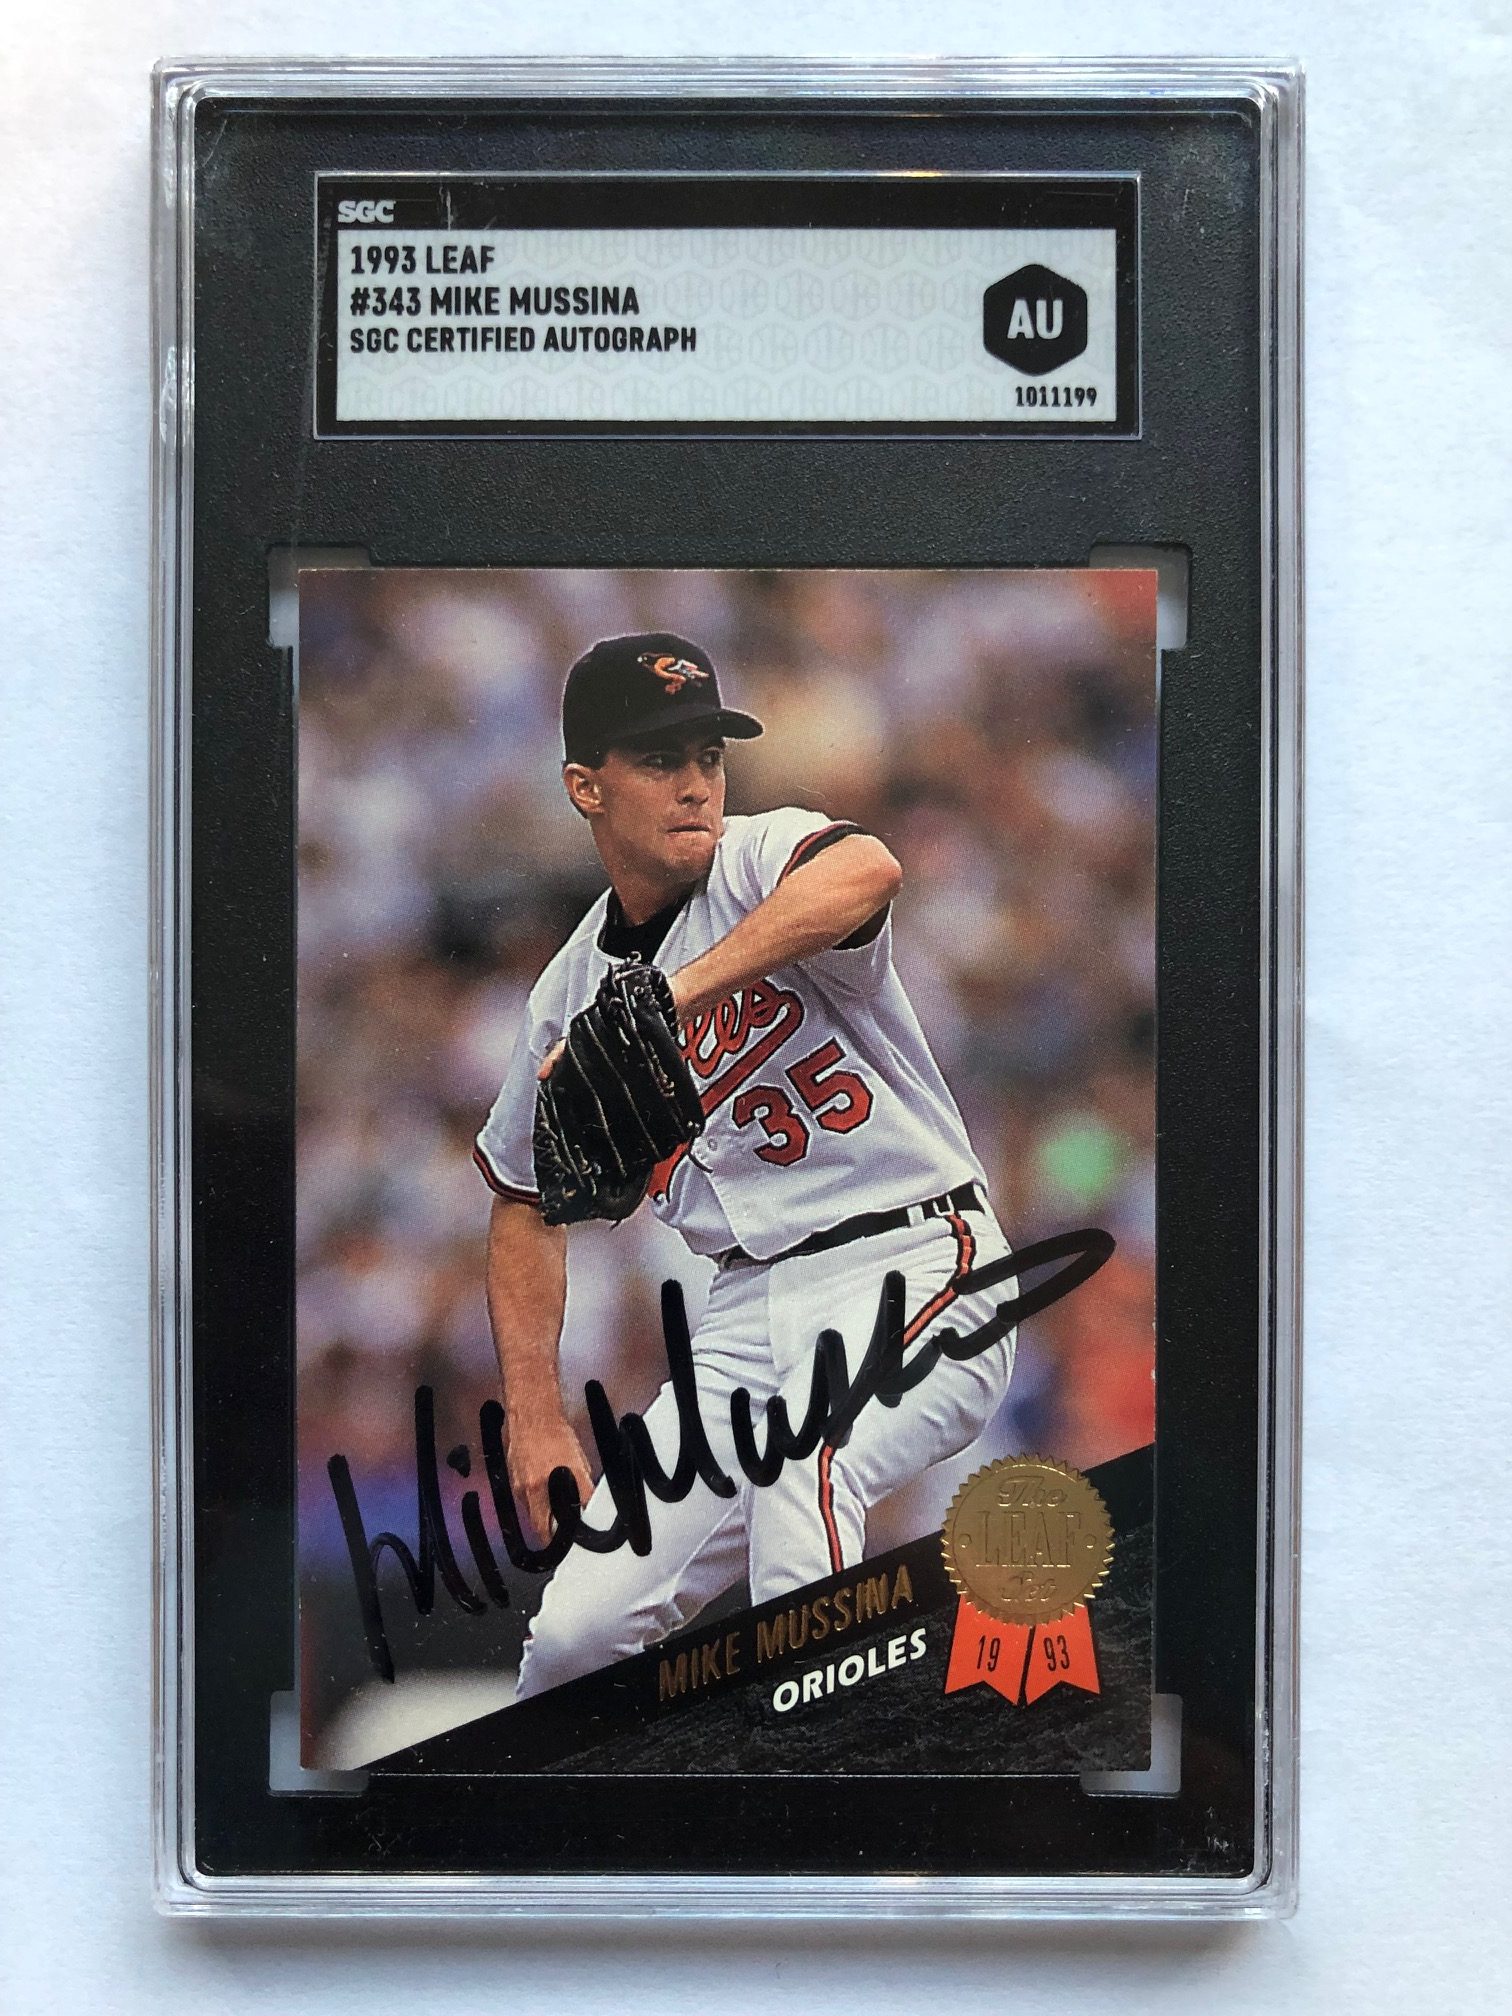 SGC
1993 LEAF
#343 MIKE MUSSINA
SGC CERTIFIED AUTOGRAPH
AU
1011199
35
Mike Mussina
The
LEAF
Set
19 93
MIKE MUSSINA
ORIOLES